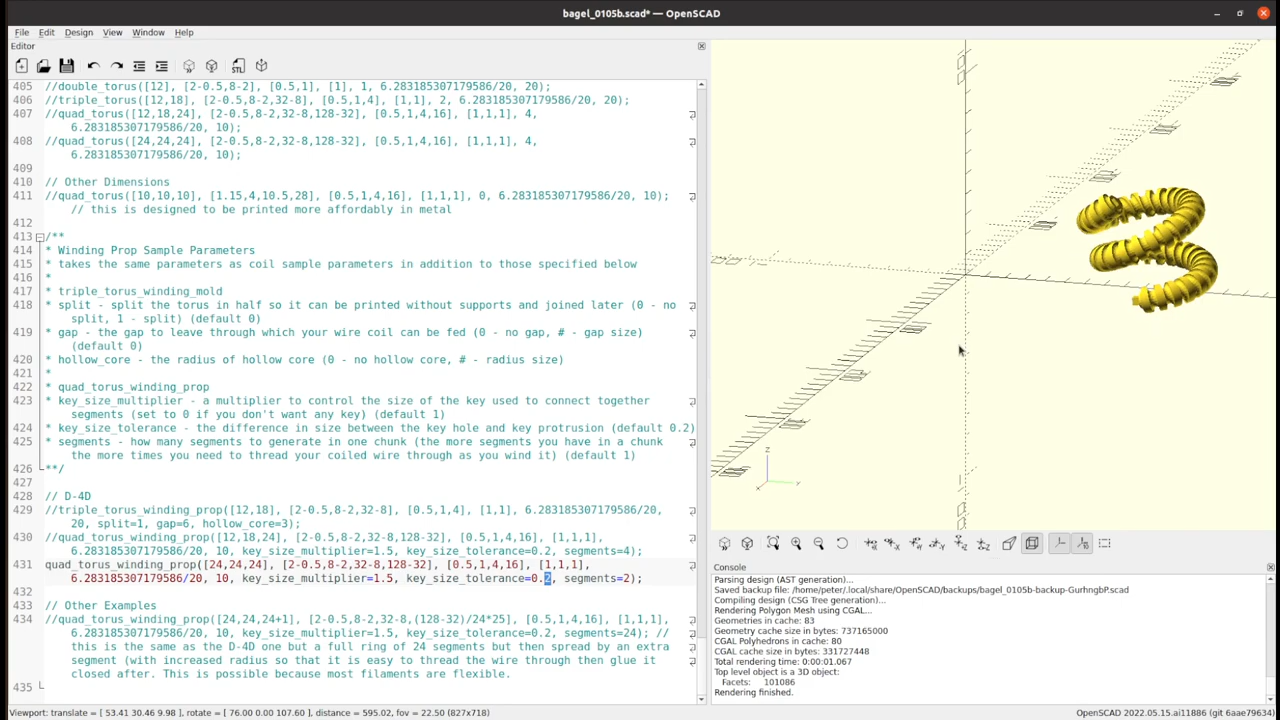 bagel_0105b.scad* — OpenSCAD
File Edit Design View Window Help
Editor
405 //double_torus([12], [2-0.5,8-2], [0.5,1], [1], 1, 6.283185307179586/20, 20);
406 //triple_torus([12,18], [2-0.5,8-2,32-8], [0.5,1,4], [1,1], 2, 6.283185307179586/20, 20);
407 //quad_torus([12,18,24], [2-0.5,8-2,32-8,128-32], [0.5,1,4,16], [1,1,1], 4,
6.283185307179586/20, 10);
408 //quad_torus([24,24,24], [2-0.5,8-2,32-8,128-32], [0.5,1,4,16], [1,1,1], 4,
6.283185307179586/20, 10);
409
410 // Other Dimensions
411 //quad_torus([10,10,10], [1.15,4,10.5,28], [0.5,1,4,16], [1,1,1], 0, 6.283185307179586/20, 10);
// this is designed to be printed more affordably in metal
412
413 /**
414 * Winding Prop Sample Parameters
415 * takes the same parameters as coil sample parameters in addition to those specified below
416 *
417 * triple_torus_winding_mold
418 * split - split the torus in half so it can be printed without supports and joined later (0 - no
split, 1 - split) (default 0)
419 * gap - the gap to leave through which your wire coil can be fed (0 - no gap, # - gap size)
(default 0)
420 * hollow_core - the radius of hollow core (0 - no hollow core, # - radius size)
421 *
422 * quad_torus_winding_prop
423 * key_size_multiplier - a multiplier to control the size of the key used to connect together
segments (set to 0 if you don't want any key) (default 1)
424 * key_size_tolerance - the difference in size between the key hole and key protrusion (default 0.2)
425 * segments - how many segments to generate in one chunk (the more segments you have in a chunk
the more times you need to thread your coiled wire through as you wind it) (default 1)
426 **/
427
428 // D-4D
429 //triple_torus_winding_prop([12,18], [2-0.5,8-2,32-8], [0.5,1,4], [1,1], 6.283185307179586/20,
20, split=1, gap=6, hollow_core=3);
430 //quad_torus_winding_prop([24,24,24], [2-0.5,8-2,32-8,128-32], [0.5,1,4,16], [1,1,1],
6.283185307179586/20, 10, key_size_multiplier=1.5, key_size_tolerance=0.2, segments=4);
431 quad_torus_winding_prop([24,24,24], [2-0.5,8-2,32-8,128-32], [0.5,1,4,16], [1,1,1],
6.283185307179586/20, 10, key_size_multiplier=1.5, key_size_tolerance=0.2, segments=2);
432
433 // Other Examples
434 //quad_torus_winding_prop([24,24,24+1], [2-0.5,8-2,32-8,(128-32)/24*25], [0.5,1,4,16], [1,1,1],
6.283185307179586/20, 10, key_size_multiplier=1.5, key_size_tolerance=0.2, segments=24); //
this is the same as the D-4D one but a full ring of 24 segments but then spread by an extra
segment (with increased radius so that it is easy to thread the wire through then glue it
closed after. This is possible because most filaments are flexible.
435
z
x y
Console
Parsing design (AST generation)...
Saved backup file: /home/peter/.local/share/OpenSCAD/backups/bagel_0105b-backup-GurhngbP.scad
Compiling design (CSG Tree generation)...
Rendering Polygon Mesh using CGAL...
Geometries in cache: 83
Geometry cache size in bytes: 737165000
CGAL Polyhedrons in cache: 80
CGAL cache size in bytes: 331727448
Total rendering time: 0:00:01.067
Top level object is a 3D object:
Facets: 101086
Rendering finished.
Viewport: translate = [ 53.41 30.46 9.98 ], rotate = [ 76.00 0.00 107.60 ], distance = 595.02, fov = 22.50 (827x718)
OpenSCAD 2022.05.15.ai11886 (git 6aae79634)